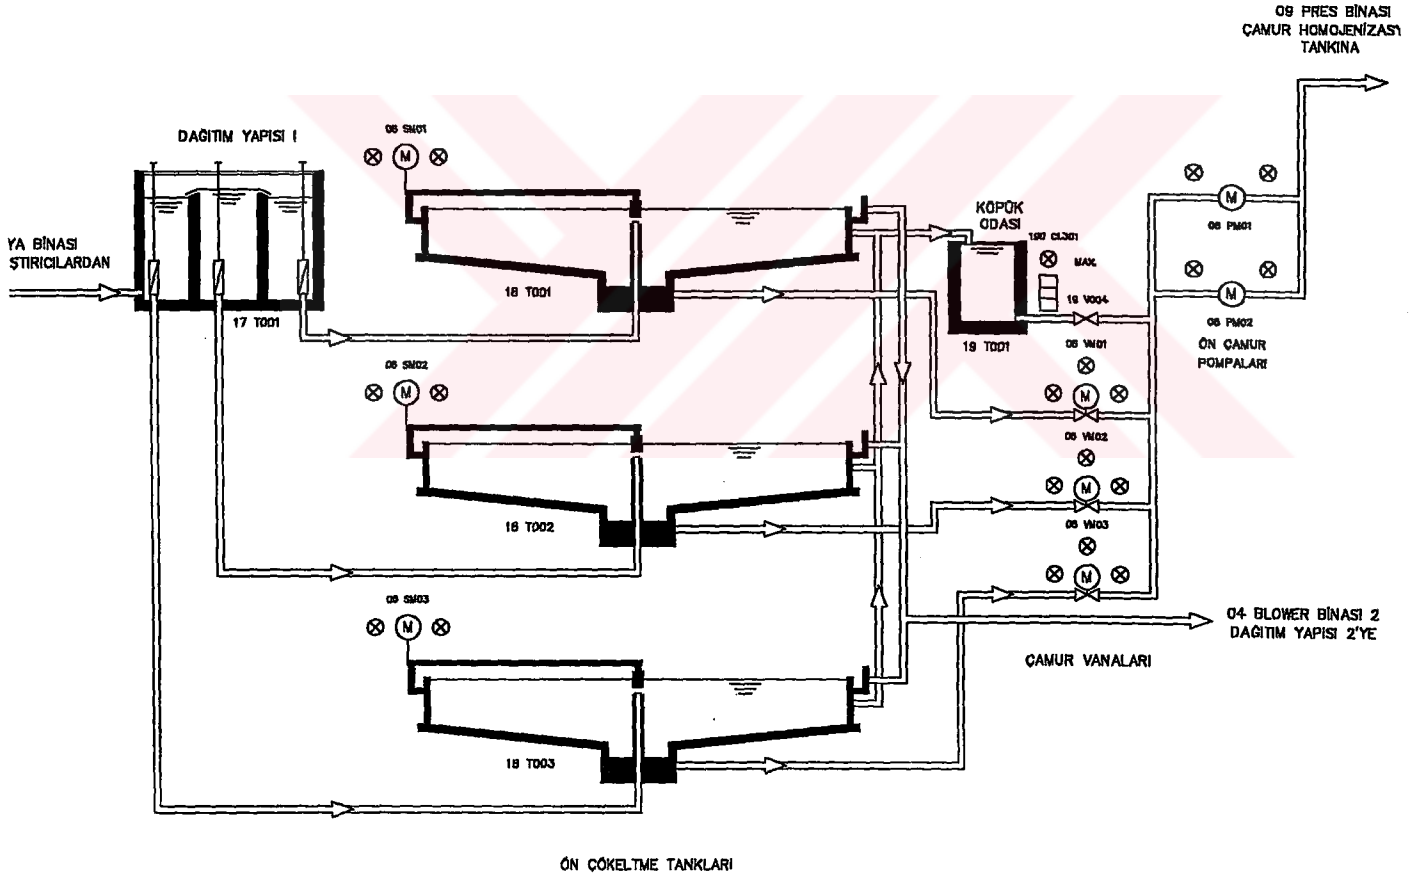 09 PRES BİNASI
ÇAMUR HOMOJENİZASY
TANKINA
DAĞITIM YAPISI I
06 SM01
M
KÖPÜK
ODASI
190 CL301
MAX.
M
06 PM01
YA BİNASI
ŞTIRICILARDAN
17 T001
18 T001
19 V004
M
06 PM02
ÖN ÇAMUR
POMPALARI
19 T001
06 VM01
M
06 SM02
M
06 VM02
M
16 T002
06 VM03
M
06 SM03
M
04 BLOWER BİNASI 2
DAĞITIM YAPISI 2'YE
ÇAMUR VANALARI
18 T003
ÖN ÇÖKELTME TANKLARI